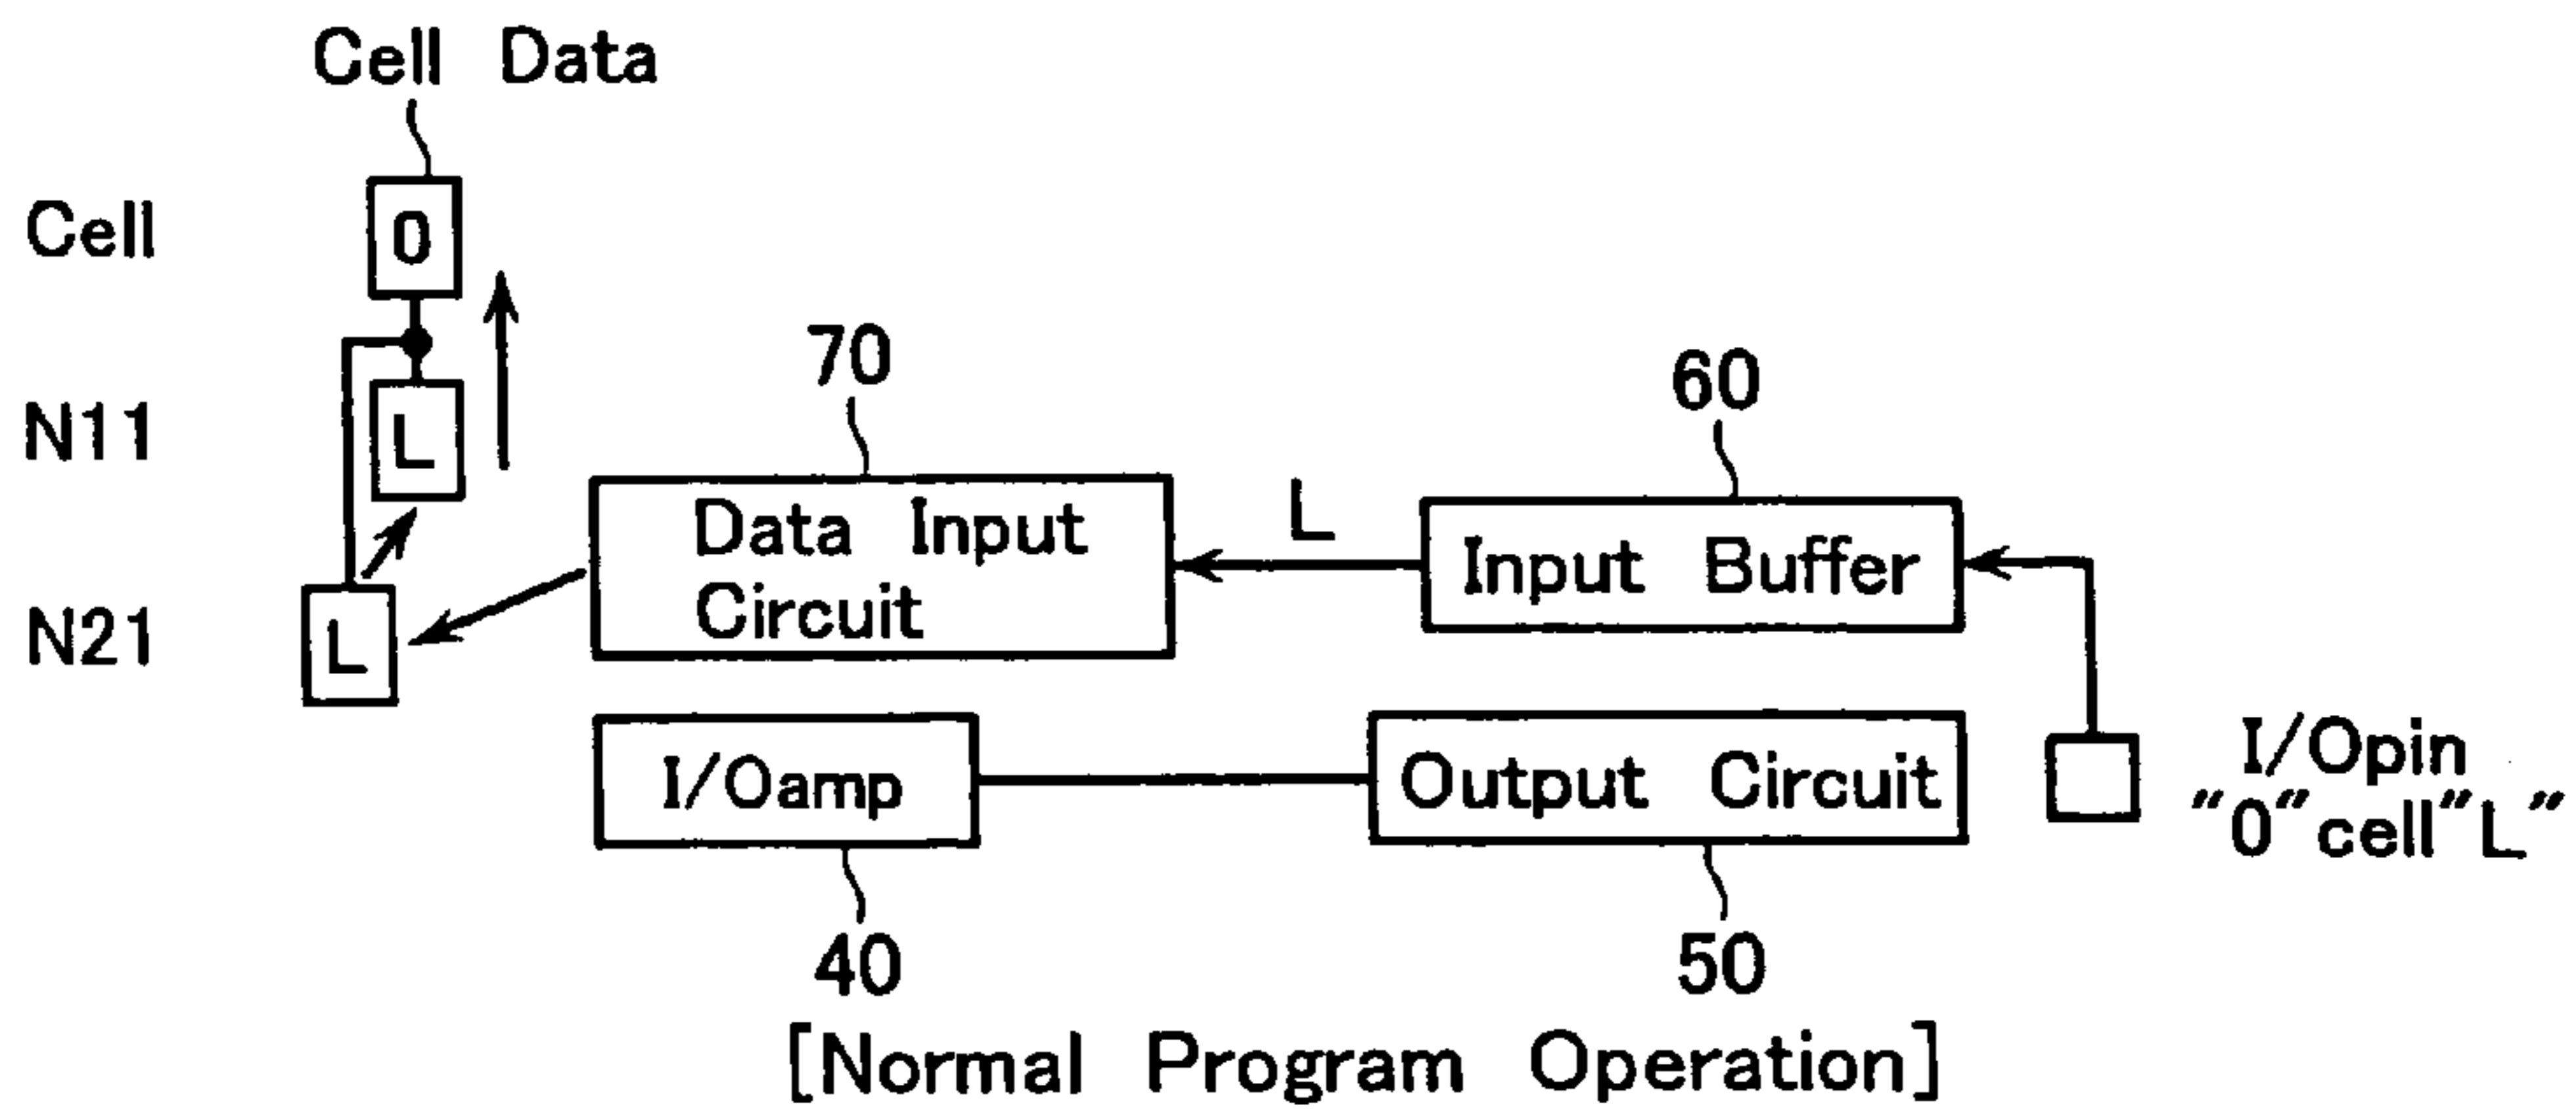 Cell Data
Cell
0
70
60
N11
L
L
Data Input
Circuit
Input Buffer
N21
L
I/Oamp
Output Circuit
I/Opin
"0"cell"L"
40
50
[Normal Program Operation]